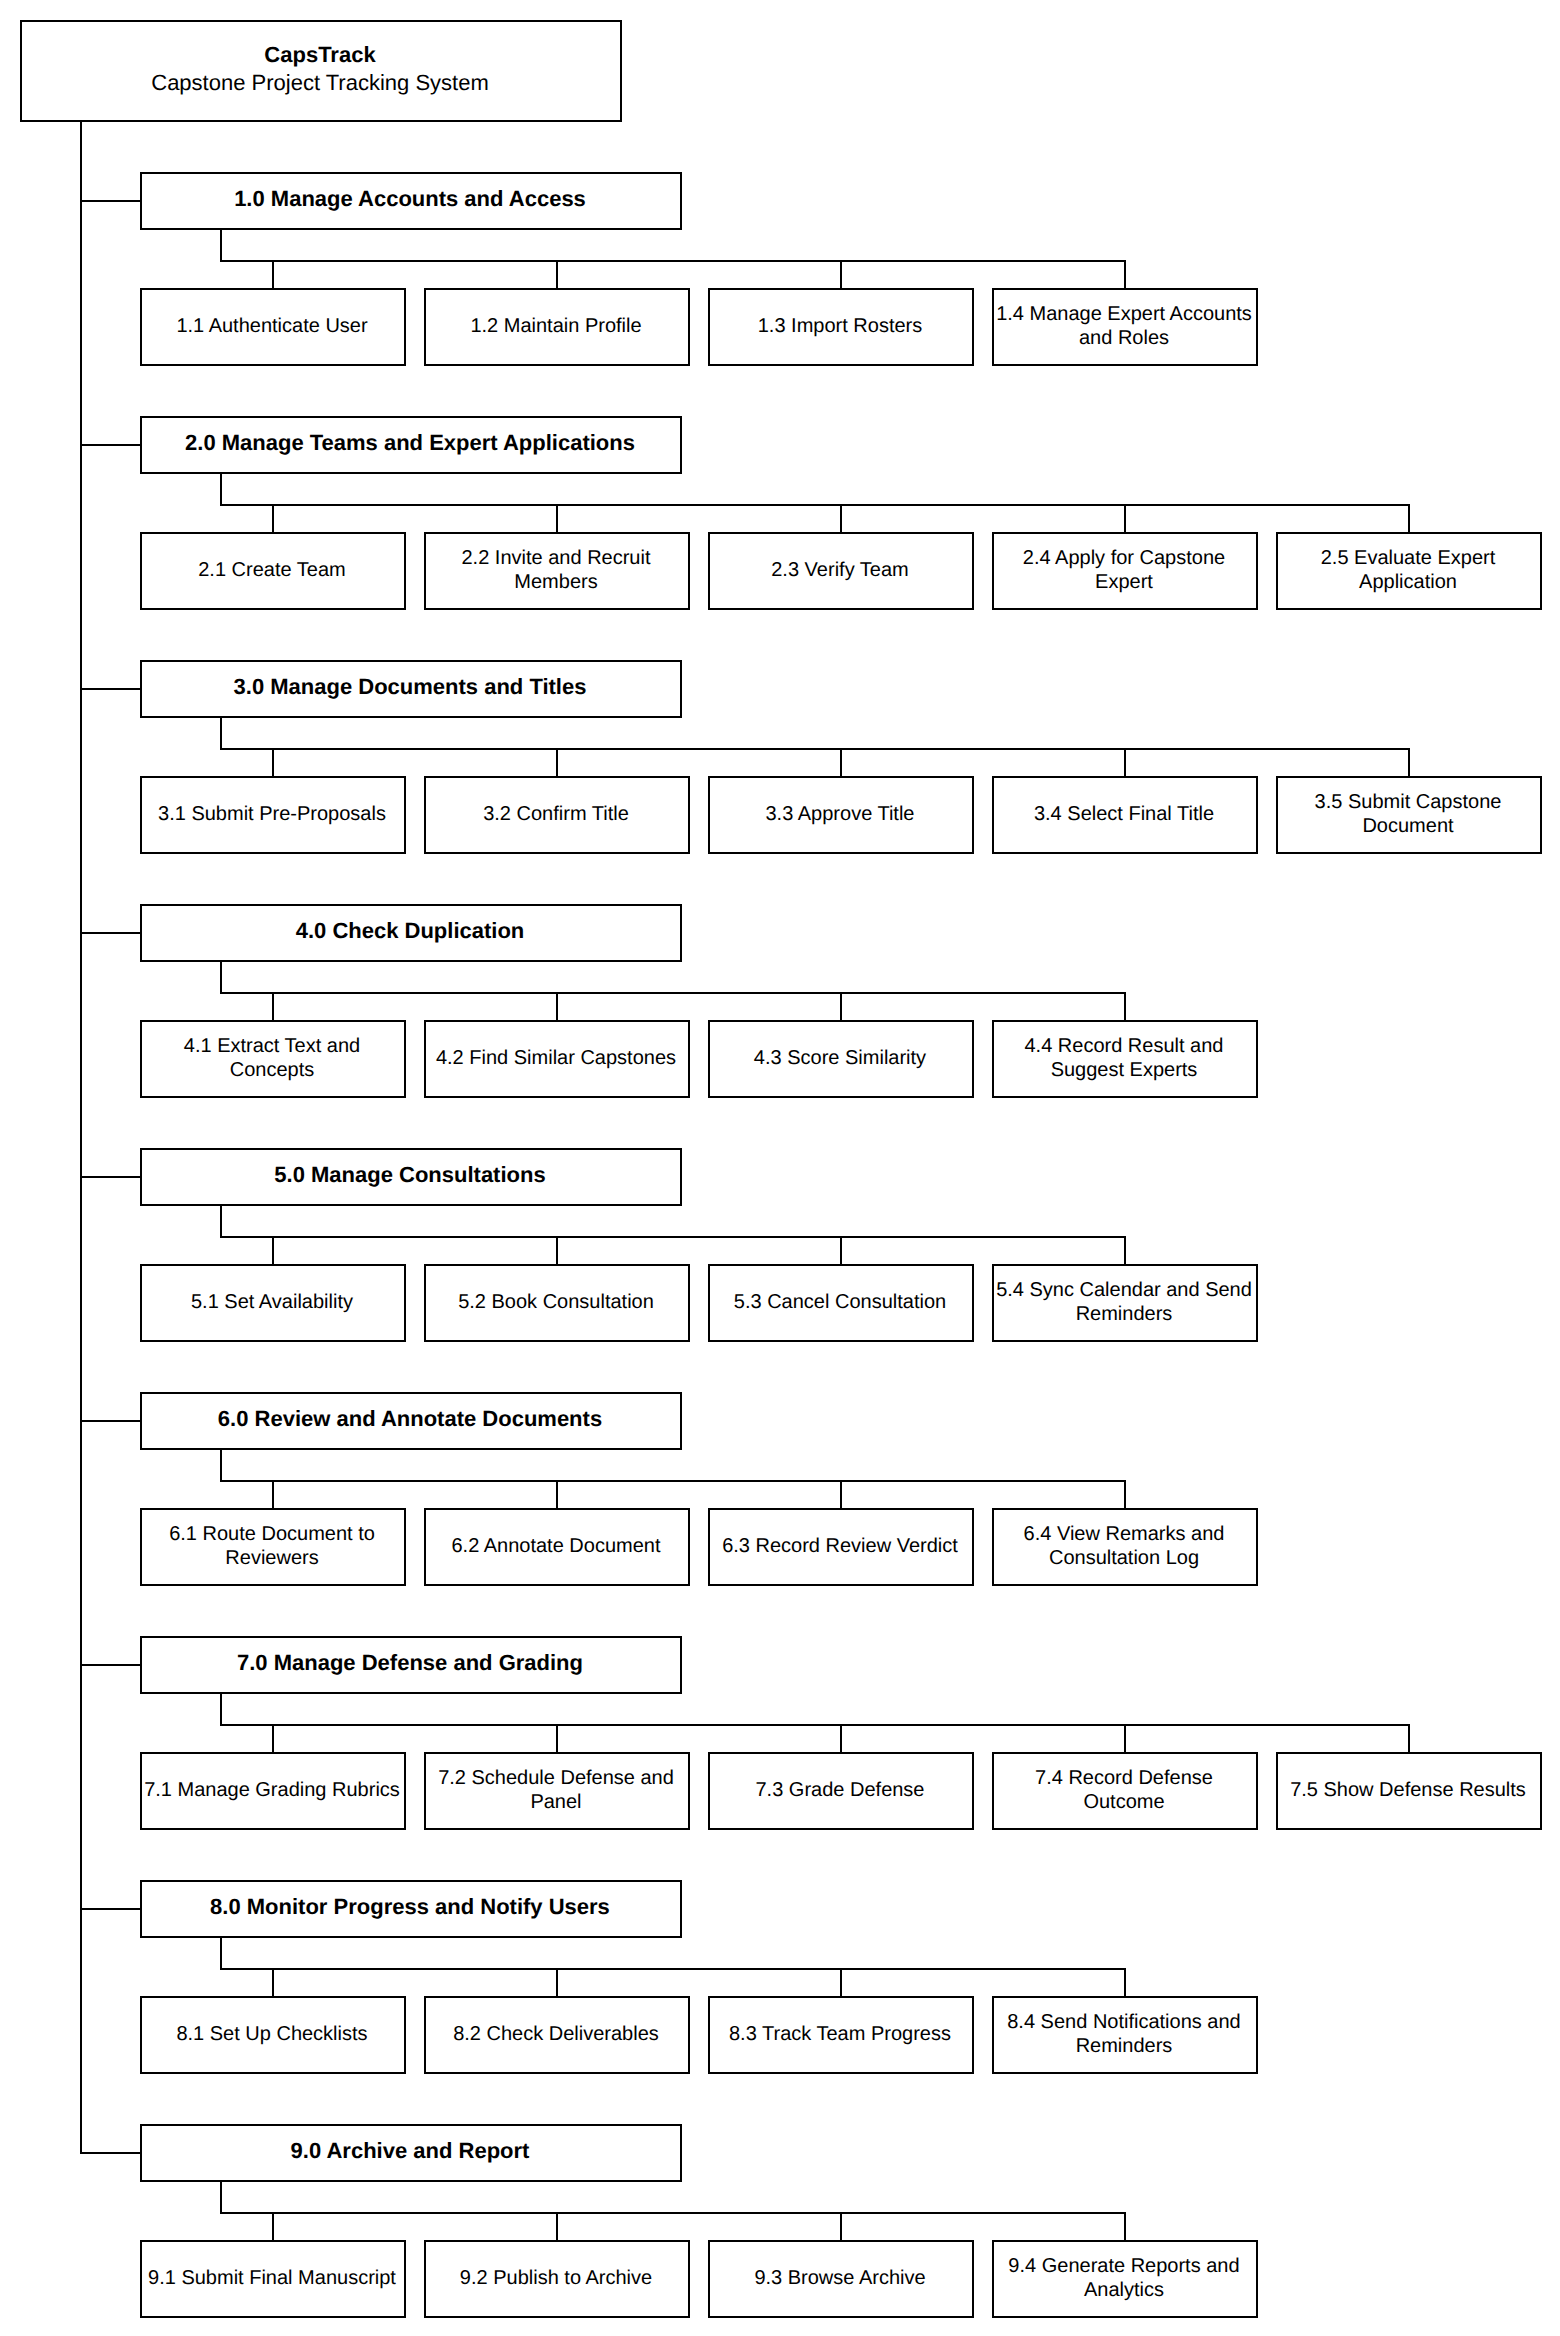 CapsTrack
Capstone Project Tracking System
1.0 Manage Accounts and Access
1.1 Authenticate User
1.2 Maintain Profile
1.3 Import Rosters
1.4 Manage Expert Accounts
and Roles
2.0 Manage Teams and Expert Applications
2.1 Create Team
2.2 Invite and Recruit
Members
2.3 Verify Team
2.4 Apply for Capstone
Expert
2.5 Evaluate Expert
Application
3.0 Manage Documents and Titles
3.1 Submit Pre-Proposals
3.2 Confirm Title
3.3 Approve Title
3.4 Select Final Title
3.5 Submit Capstone
Document
4.0 Check Duplication
4.1 Extract Text and
Concepts
4.2 Find Similar Capstones
4.3 Score Similarity
4.4 Record Result and
Suggest Experts
5.0 Manage Consultations
5.1 Set Availability
5.2 Book Consultation
5.3 Cancel Consultation
5.4 Sync Calendar and Send
Reminders
6.0 Review and Annotate Documents
6.1 Route Document to
Reviewers
6.2 Annotate Document
6.3 Record Review Verdict
6.4 View Remarks and
Consultation Log
7.0 Manage Defense and Grading
7.1 Manage Grading Rubrics
7.2 Schedule Defense and
Panel
7.3 Grade Defense
7.4 Record Defense
Outcome
7.5 Show Defense Results
8.0 Monitor Progress and Notify Users
8.1 Set Up Checklists
8.2 Check Deliverables
8.3 Track Team Progress
8.4 Send Notifications and
Reminders
9.0 Archive and Report
9.1 Submit Final Manuscript
9.2 Publish to Archive
9.3 Browse Archive
9.4 Generate Reports and
Analytics